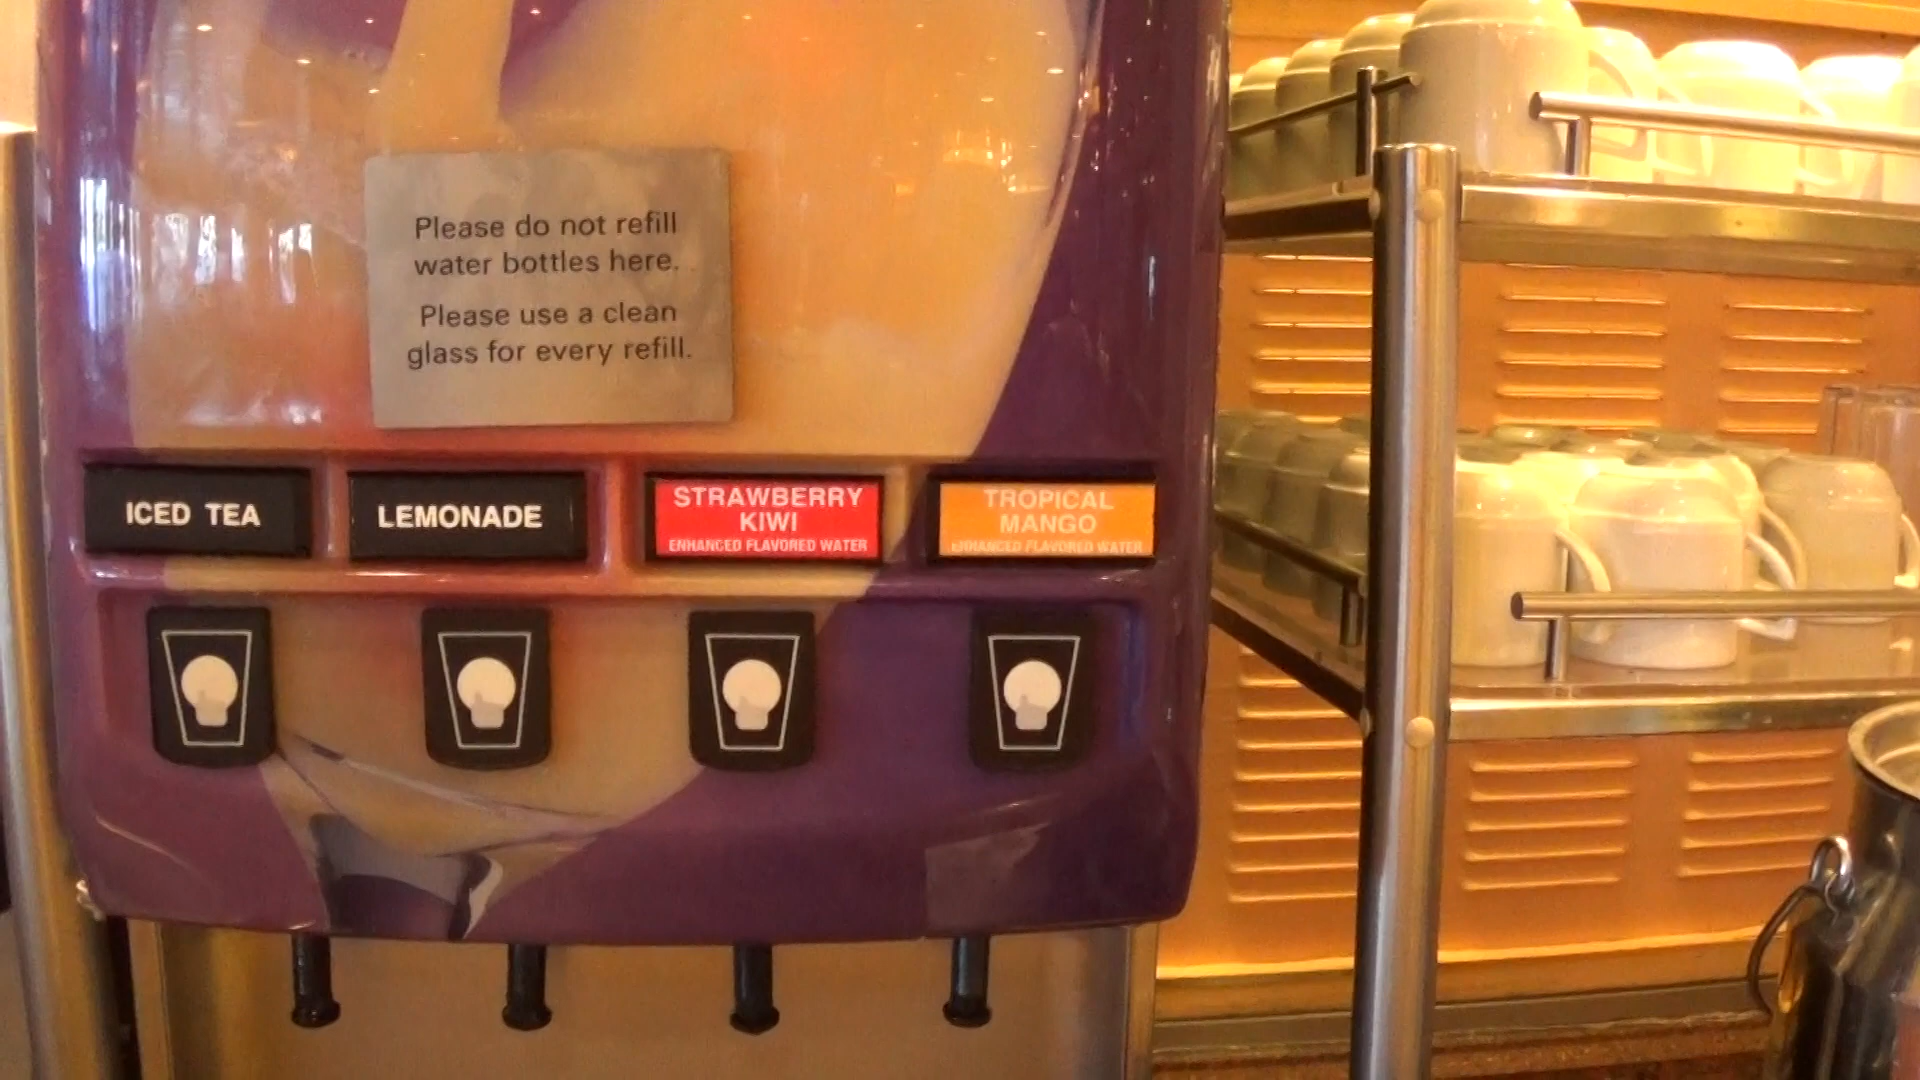 Please do not refill
water bottles here.
Please use a clean
glass for every refill.
ICED TEA
LEMONADE
STRAWBERRY
KIWI
ENHANCED FLAVORED WATER
TROPICAL
MANGO
ENHANCED FLAVORED WATER